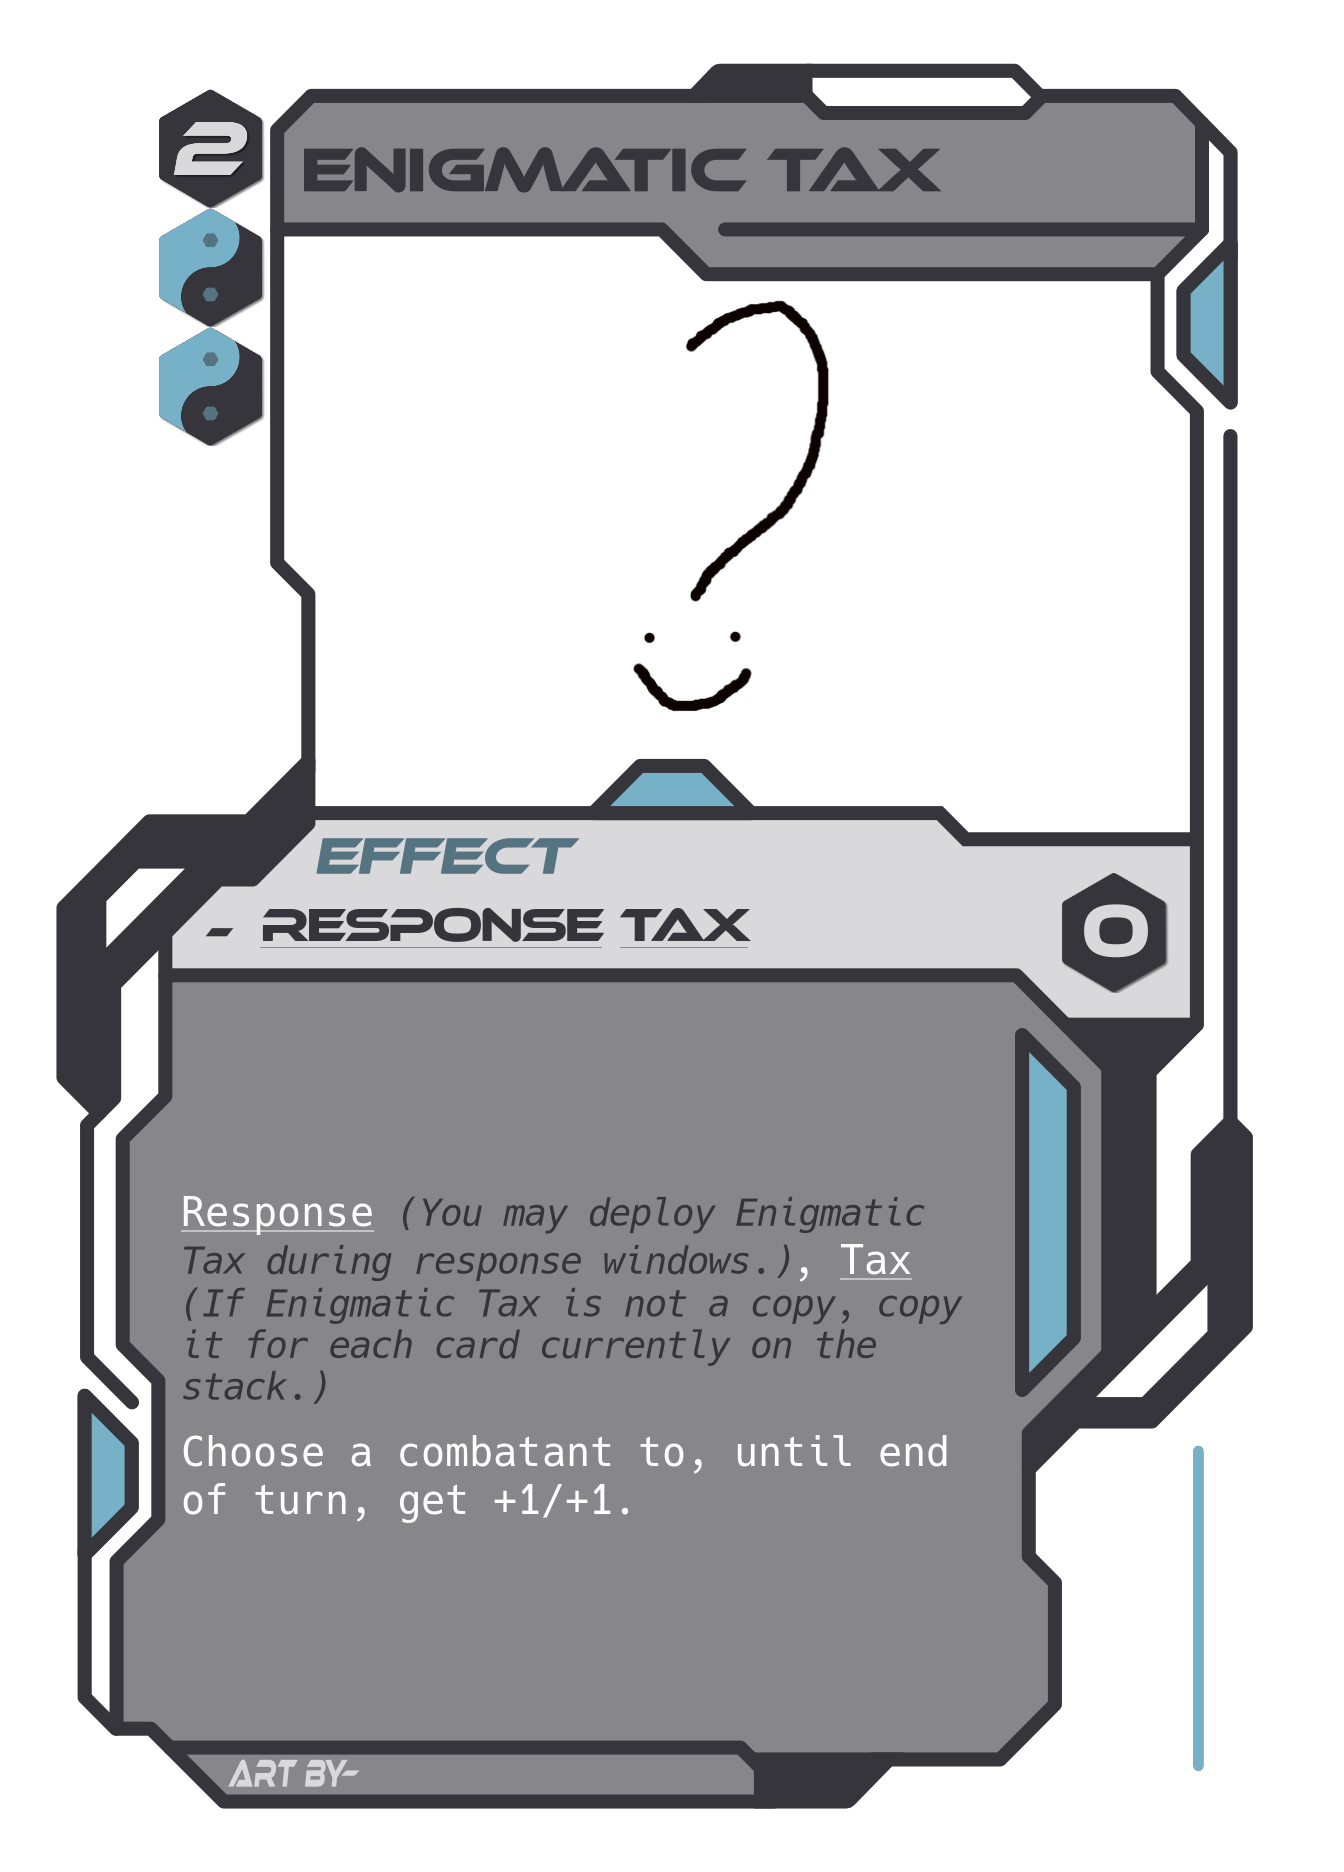 2
ENIGMATIC TAX
EFFECT
- RESPONSE TAX
0
Response (You may deploy Enigmatic
Tax during response windows.), Tax
(If Enigmatic Tax is not a copy, copy
it for each card currently on the
stack.)
Choose a combatant to, until end
of turn, get +1/+1.
ART BY-